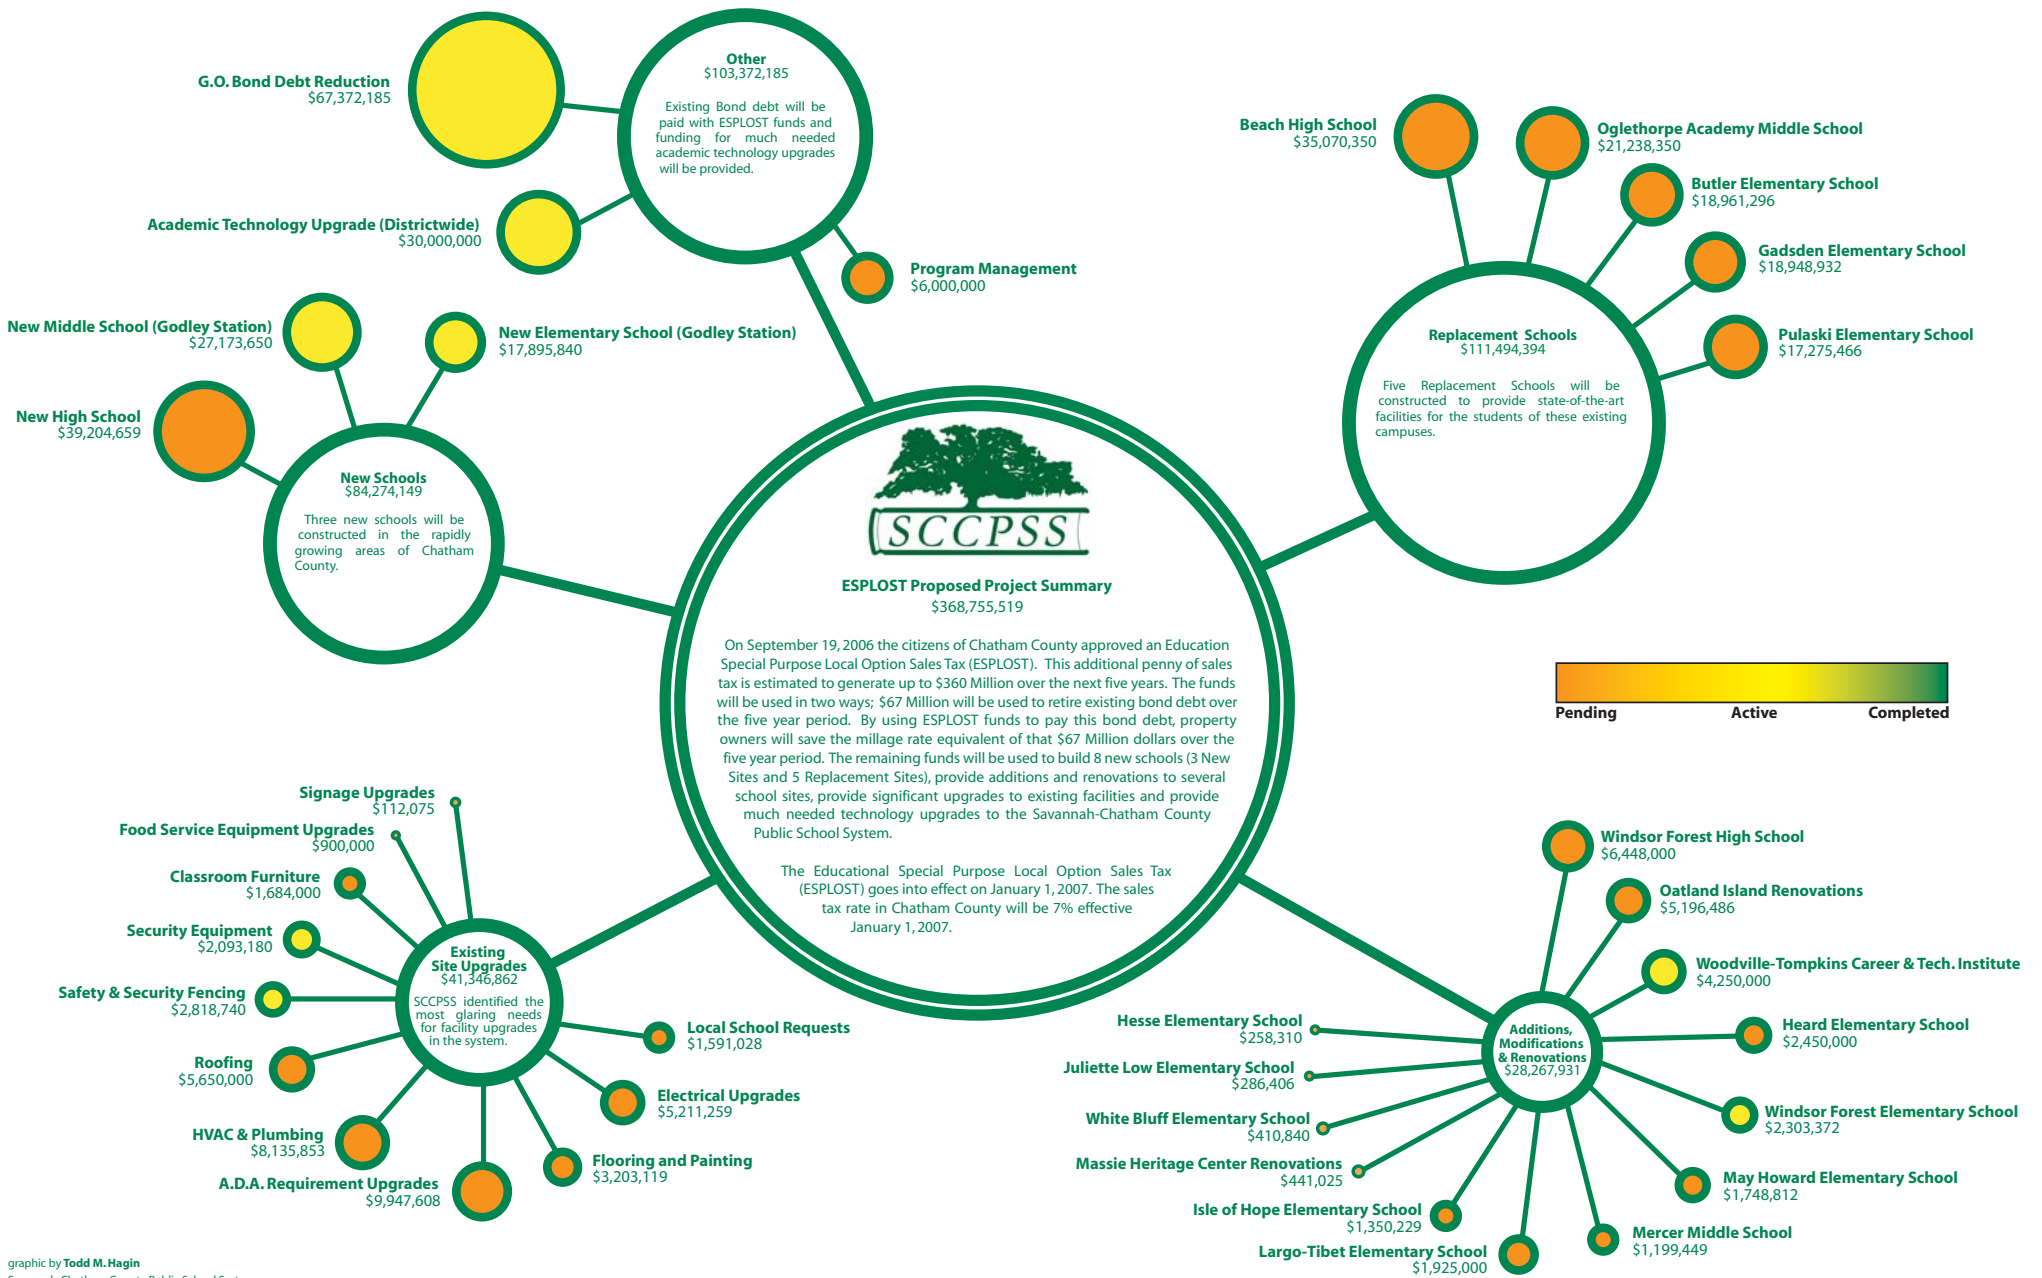 Other
$103,372,185
Existing Bond debt will be
paid with ESPLOST funds and
funding for much needed
academic technology upgrades
will be provided.
G.O. Bond Debt Reduction
$67,372,185
Academic Technology Upgrade (Districtwide)
$30,000,000
Program Management
$6,000,000
New Middle School (Godley Station)
$27,173,650
New Elementary School (Godley Station)
$17,895,840
New High School
$39,204,659
New Schools
$84,274,149
Three new schools will be
constructed in the rapidly
growing areas of Chatham
County.
Beach High School
$35,070,350
Oglethorpe Academy Middle School
$21,238,350
Butler Elementary School
$18,961,296
Gadsden Elementary School
$18,948,932
Pulaski Elementary School
$17,275,466
Replacement Schools
$111,494,394
Five Replacement Schools will be
constructed to provide state-of-the-art
facilities for the students of these existing
campuses.
SCCPSS
ESPLOST Proposed Project Summary
$368,755,519
On September 19, 2006 the citizens of Chatham County approved an Education
Special Purpose Local Option Sales Tax (ESPLOST). This additional penny of sales
tax is estimated to generate up to $360 Million over the next five years. The funds
will be used in two ways; $67 Million will be used to retire existing bond debt over
the five year period. By using ESPLOST funds to pay this bond debt, property
owners will save the millage rate equivalent of that $67 Million dollars over the
five year period. The remaining funds will be used to build 8 new schools (3 New
Sites and 5 Replacement Sites), provide additions and renovations to several
school sites, provide significant upgrades to existing facilities and provide
much needed technology upgrades to the Savannah-Chatham County
Public School System.
The Educational Special Purpose Local Option Sales Tax
(ESPLOST) goes into effect on January 1, 2007. The sales
tax rate in Chatham County will be 7% effective
January 1, 2007.
Pending Active Completed
Signage Upgrades
$112,075
Food Service Equipment Upgrades
$900,000
Classroom Furniture
$1,684,000
Security Equipment
$2,093,180
Safety & Security Fencing
$2,818,740
Roofing
$5,650,000
HVAC & Plumbing
$8,135,853
A.D.A. Requirement Upgrades
$9,947,608
Flooring and Painting
$3,203,119
Electrical Upgrades
$5,211,259
Local School Requests
$1,591,028
Existing
Site Upgrades
$41,346,862
SCCPSS identified the
most glaring needs
for facility upgrades
in the system.
Windsor Forest High School
$6,448,000
Oatland Island Renovations
$5,196,486
Woodville-Tompkins Career & Tech. Institute
$4,250,000
Heard Elementary School
$2,450,000
Windsor Forest Elementary School
$2,303,372
May Howard Elementary School
$1,748,812
Mercer Middle School
$1,199,449
Largo-Tibet Elementary School
$1,925,000
Isle of Hope Elementary School
$1,350,229
Massie Heritage Center Renovations
$441,025
White Bluff Elementary School
$410,840
Juliette Low Elementary School
$286,406
Hesse Elementary School
$258,310
Additions,
Modifications
& Renovations
$28,267,931
graphic by Todd M. Hagin